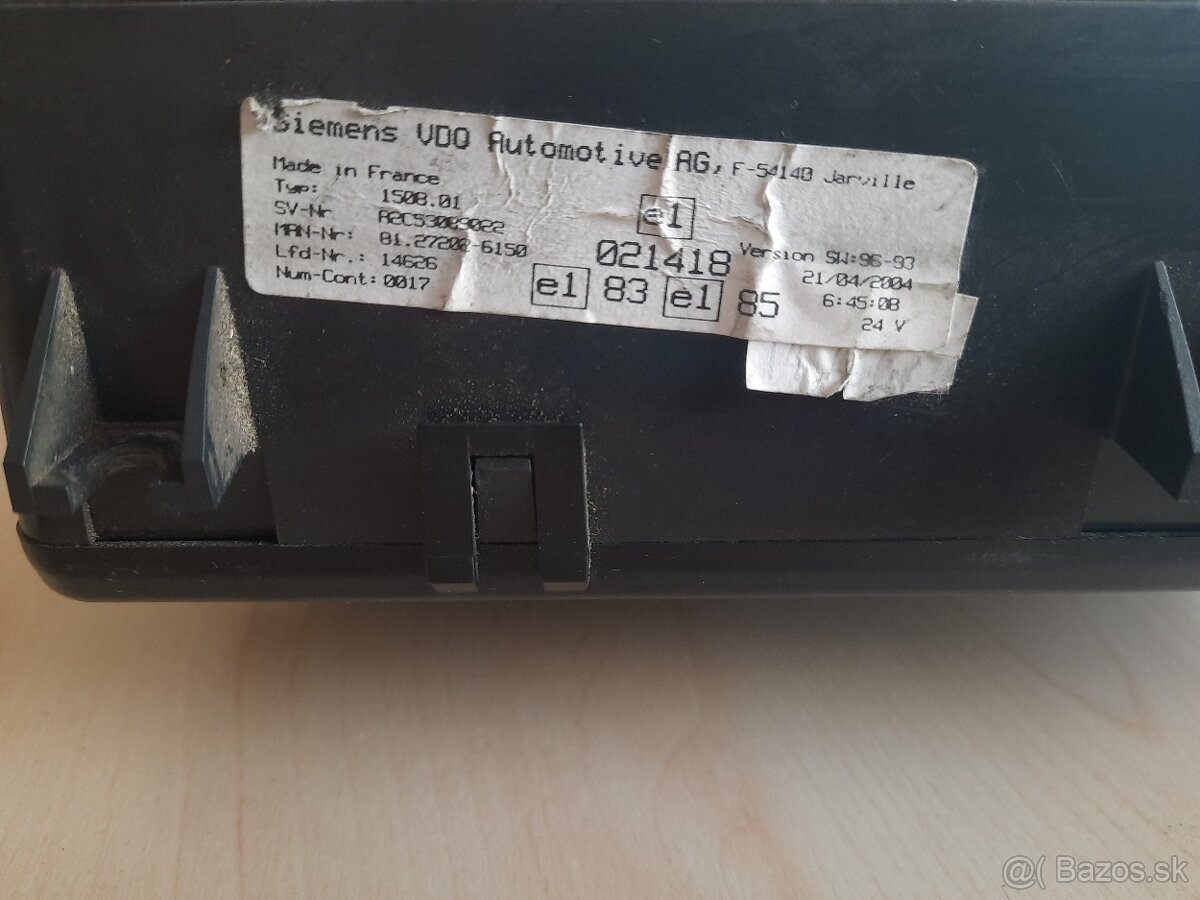 Siemens VDO Automotive AG, F-54140 Jarville
Made in France
Typ: 1508.01
SV-Nr A2C53089022
MAN-Nr: 81.27202-6150
Lfd-Nr.: 14626
Num-Cont: 0017
e1
021418
e1 83 e1 85
Version SW:96-93
21/04/2004
6:45:08
24 V
@( Bazos.sk